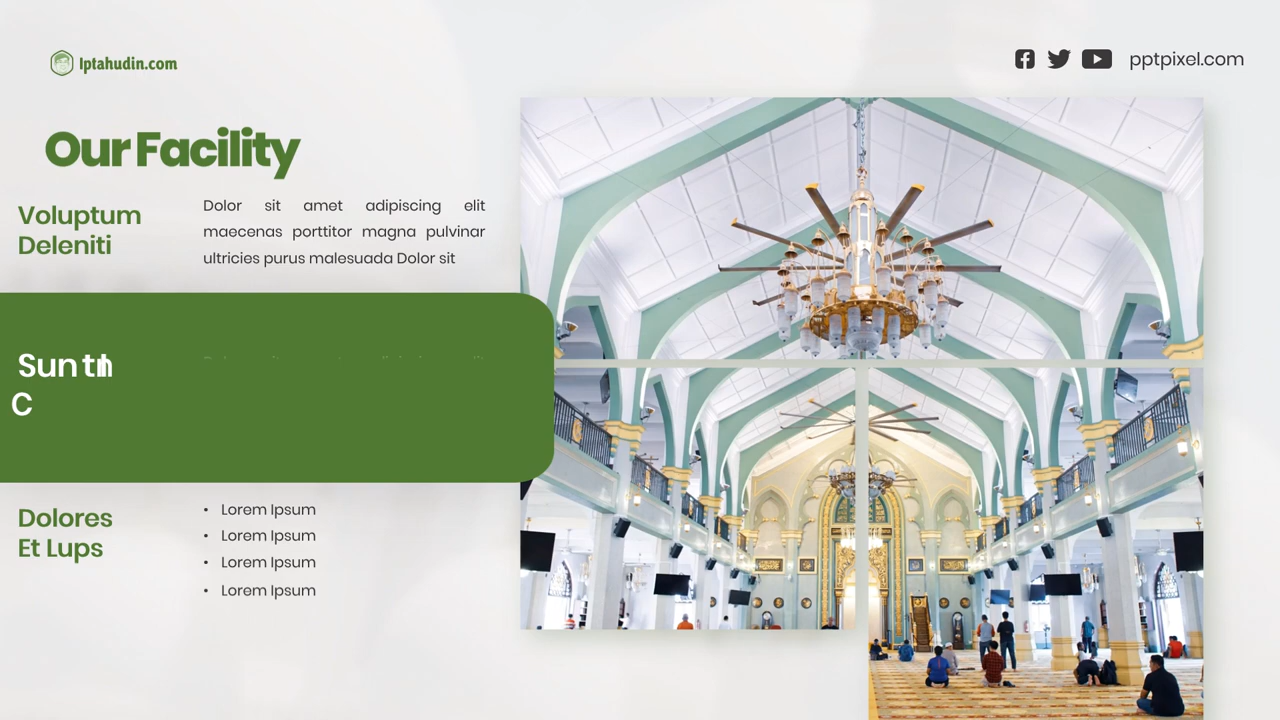 Iptahudin.com
pptpixel.com
Our Facility
Voluptum
Deleniti
Dolor sit amet adipiscing elit
maecenas porttitor magna pulvinar
ultricies purus malesuada Dolor sit
C
Dolores
Et Lups
• Lorem Ipsum
• Lorem Ipsum
• Lorem Ipsum
• Lorem Ipsum